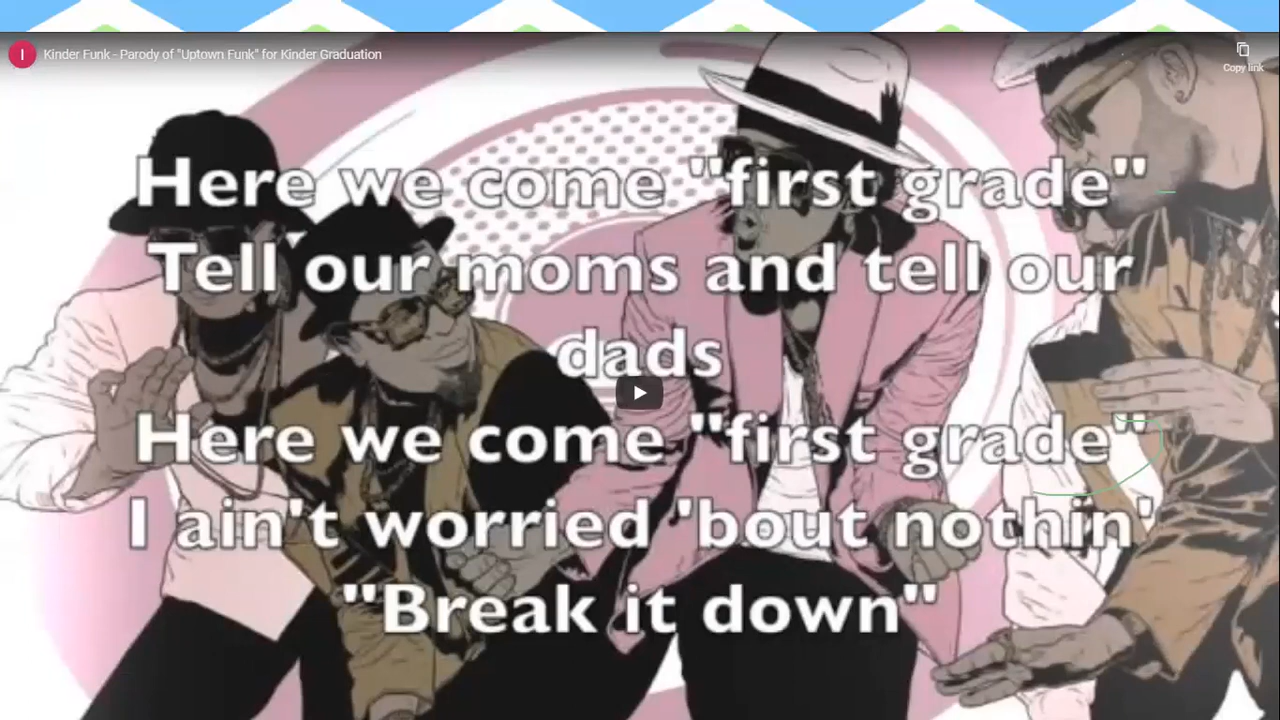 I
Kinder Funk - Parody of "Uptown Funk" for Kinder Graduation
Copy link
Here we come "first grade"
Tell our moms and tell our
dads
Here we come "first grade"
I ain't worried 'bout nothin'
"Break it down"